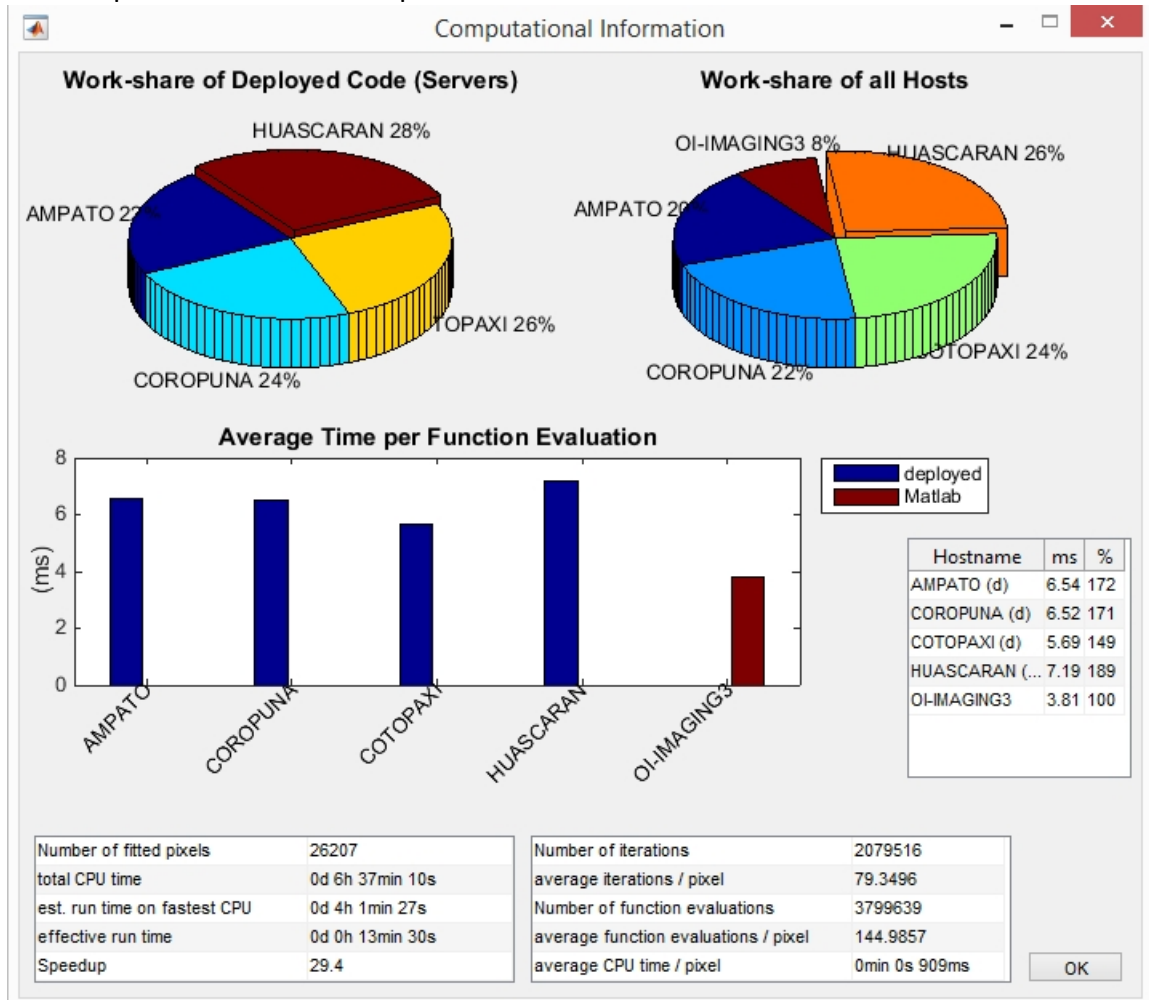 Computational Information
Work-share of Deployed Code (Servers)
HUASCARAN 28%
AMPATO
TOPAXI 26%
COROPUNA 24%
Work-share of all Hosts
OI-IMAGING3 8%
HUASCARAN 26%
AMPATO
COTOPAXI 24%
COROPUNA 22%
Average Time per Function Evaluation
8
6
4
2
0
(ms)
AMPATO
COROPUNA
COTOPAXI
HUASCARAN
OI-IMAGING3
deployed
Matlab
Hostname ms %
AMPATO (d) 6.54 172
COROPUNA (d) 6.52 171
COTOPAXI (d) 5.69 149
HUASCARAN (... 7.19 189
OI-IMAGING3 3.81 100
Number of fitted pixels 26207
total CPU time 0d 6h 37min 10s
est. run time on fastest CPU 0d 4h 1min 27s
effective run time 0d 0h 13min 30s
Speedup 29.4
Number of iterations 2079516
average iterations / pixel 79.3496
Number of function evaluations 3799639
average function evaluations / pixel 144.9857
average CPU time / pixel 0min 0s 909ms
OK